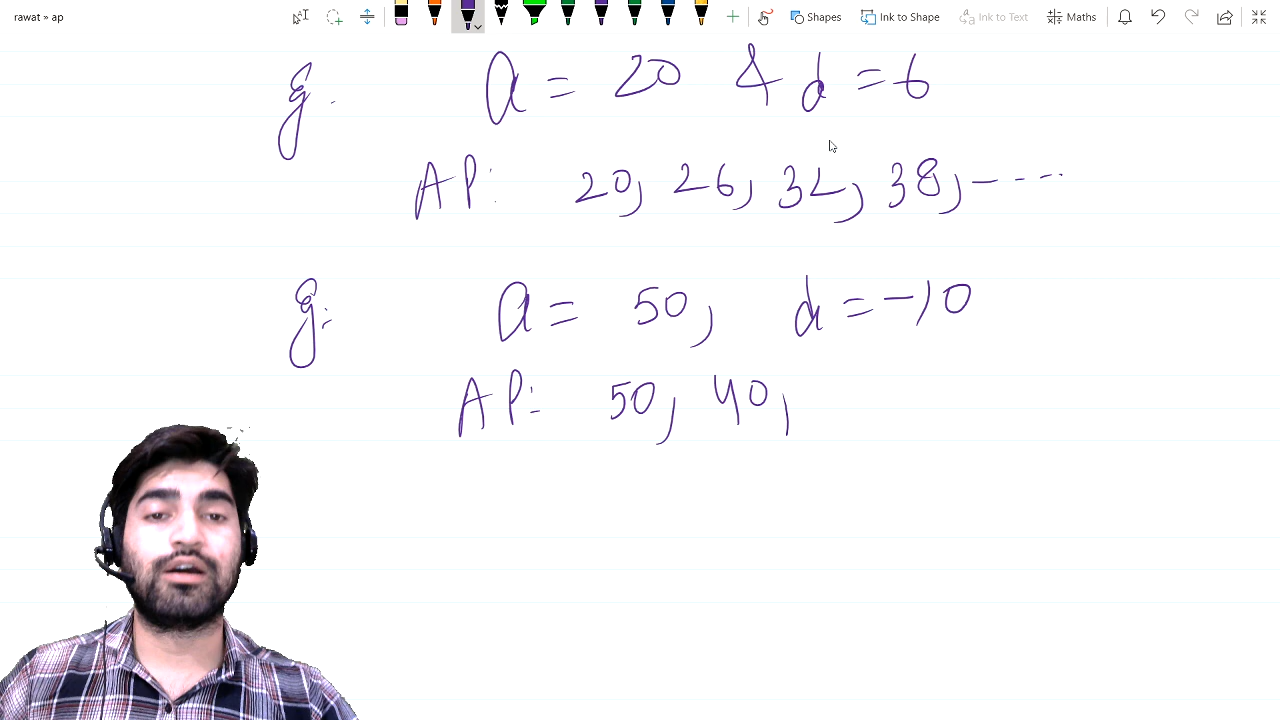 rawat » ap
Shapes
Ink to Shape
Ink to Text
Maths
eg. a = 20 & d = 6
AP: 20, 26, 32, 38, -----
eg: a = 50, d = -10
AP: 50, 40,